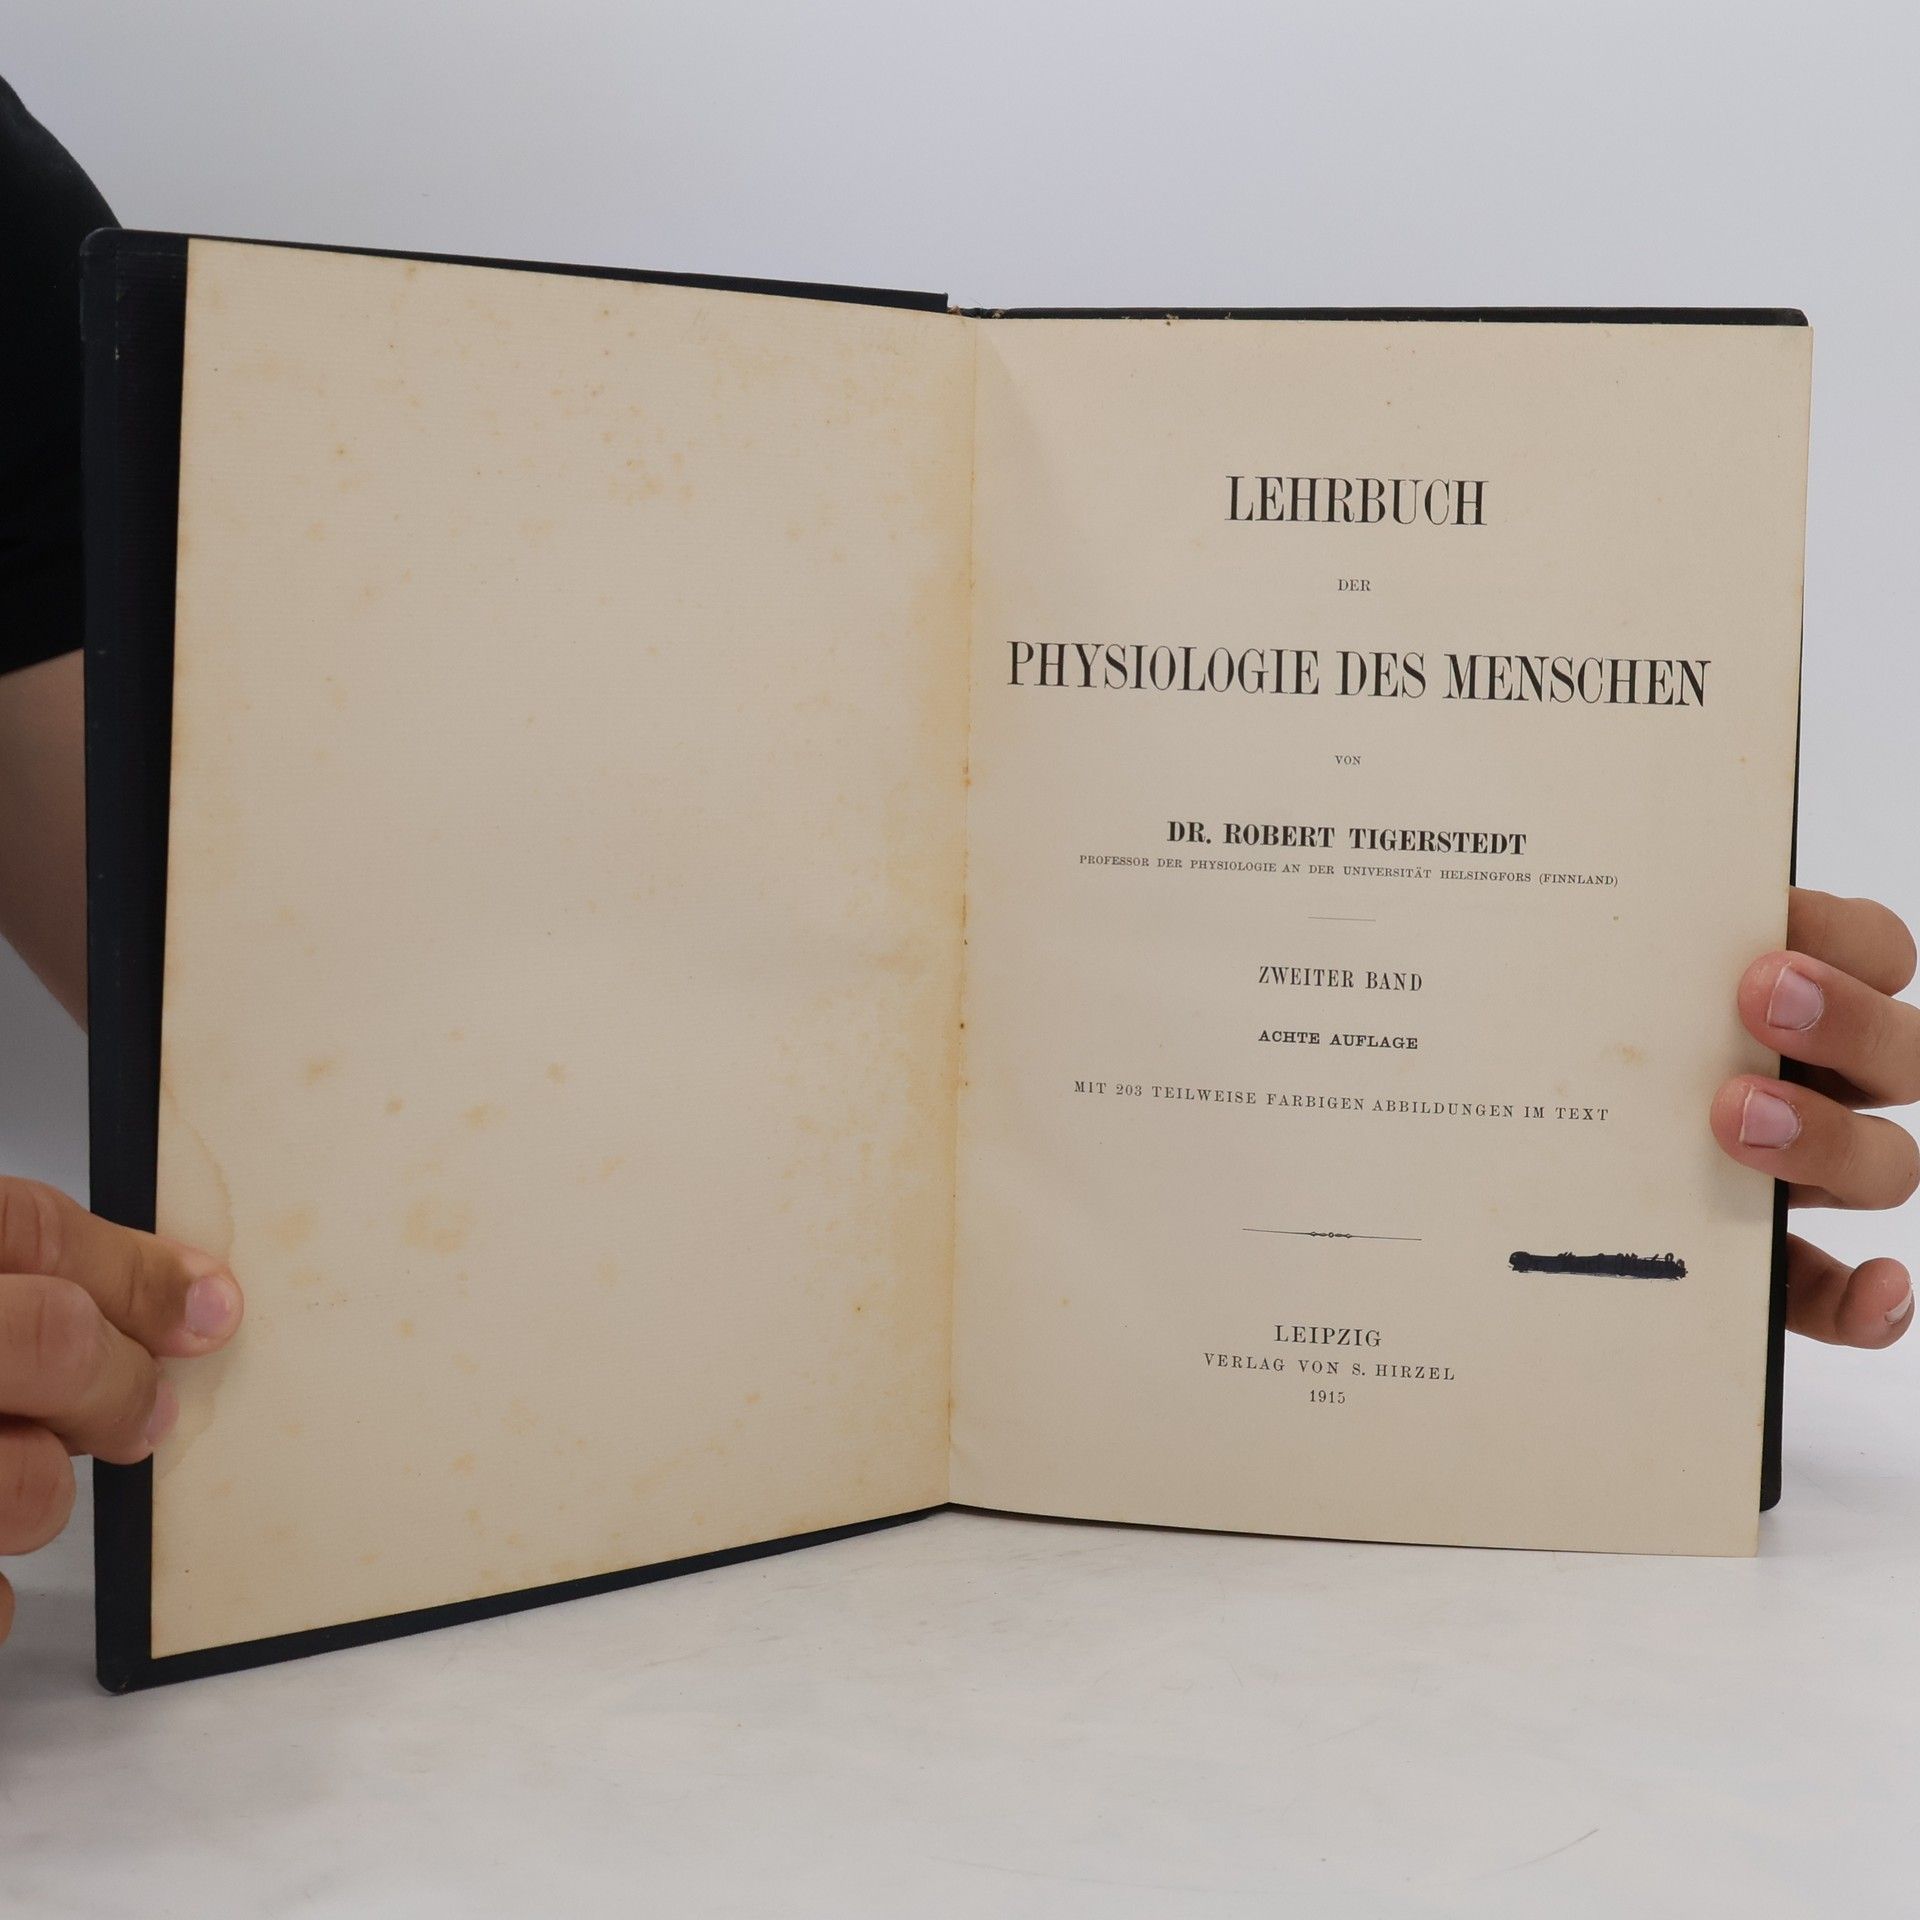 LEHRBUCH
DER
PHYSIOLOGIE DES MENSCHEN
VON
DR. ROBERT TIGERSTEDT
PROFESSOR DER PHYSIOLOGIE AN DER UNIVERSITÄT HELSINGFORS (FINNLAND)
ZWEITER BAND
ACHTE AUFLAGE
MIT 203 TEILWEISE FARBIGEN ABBILDUNGEN IM TEXT
LEIPZIG
VERLAG VON S. HIRZEL
1915